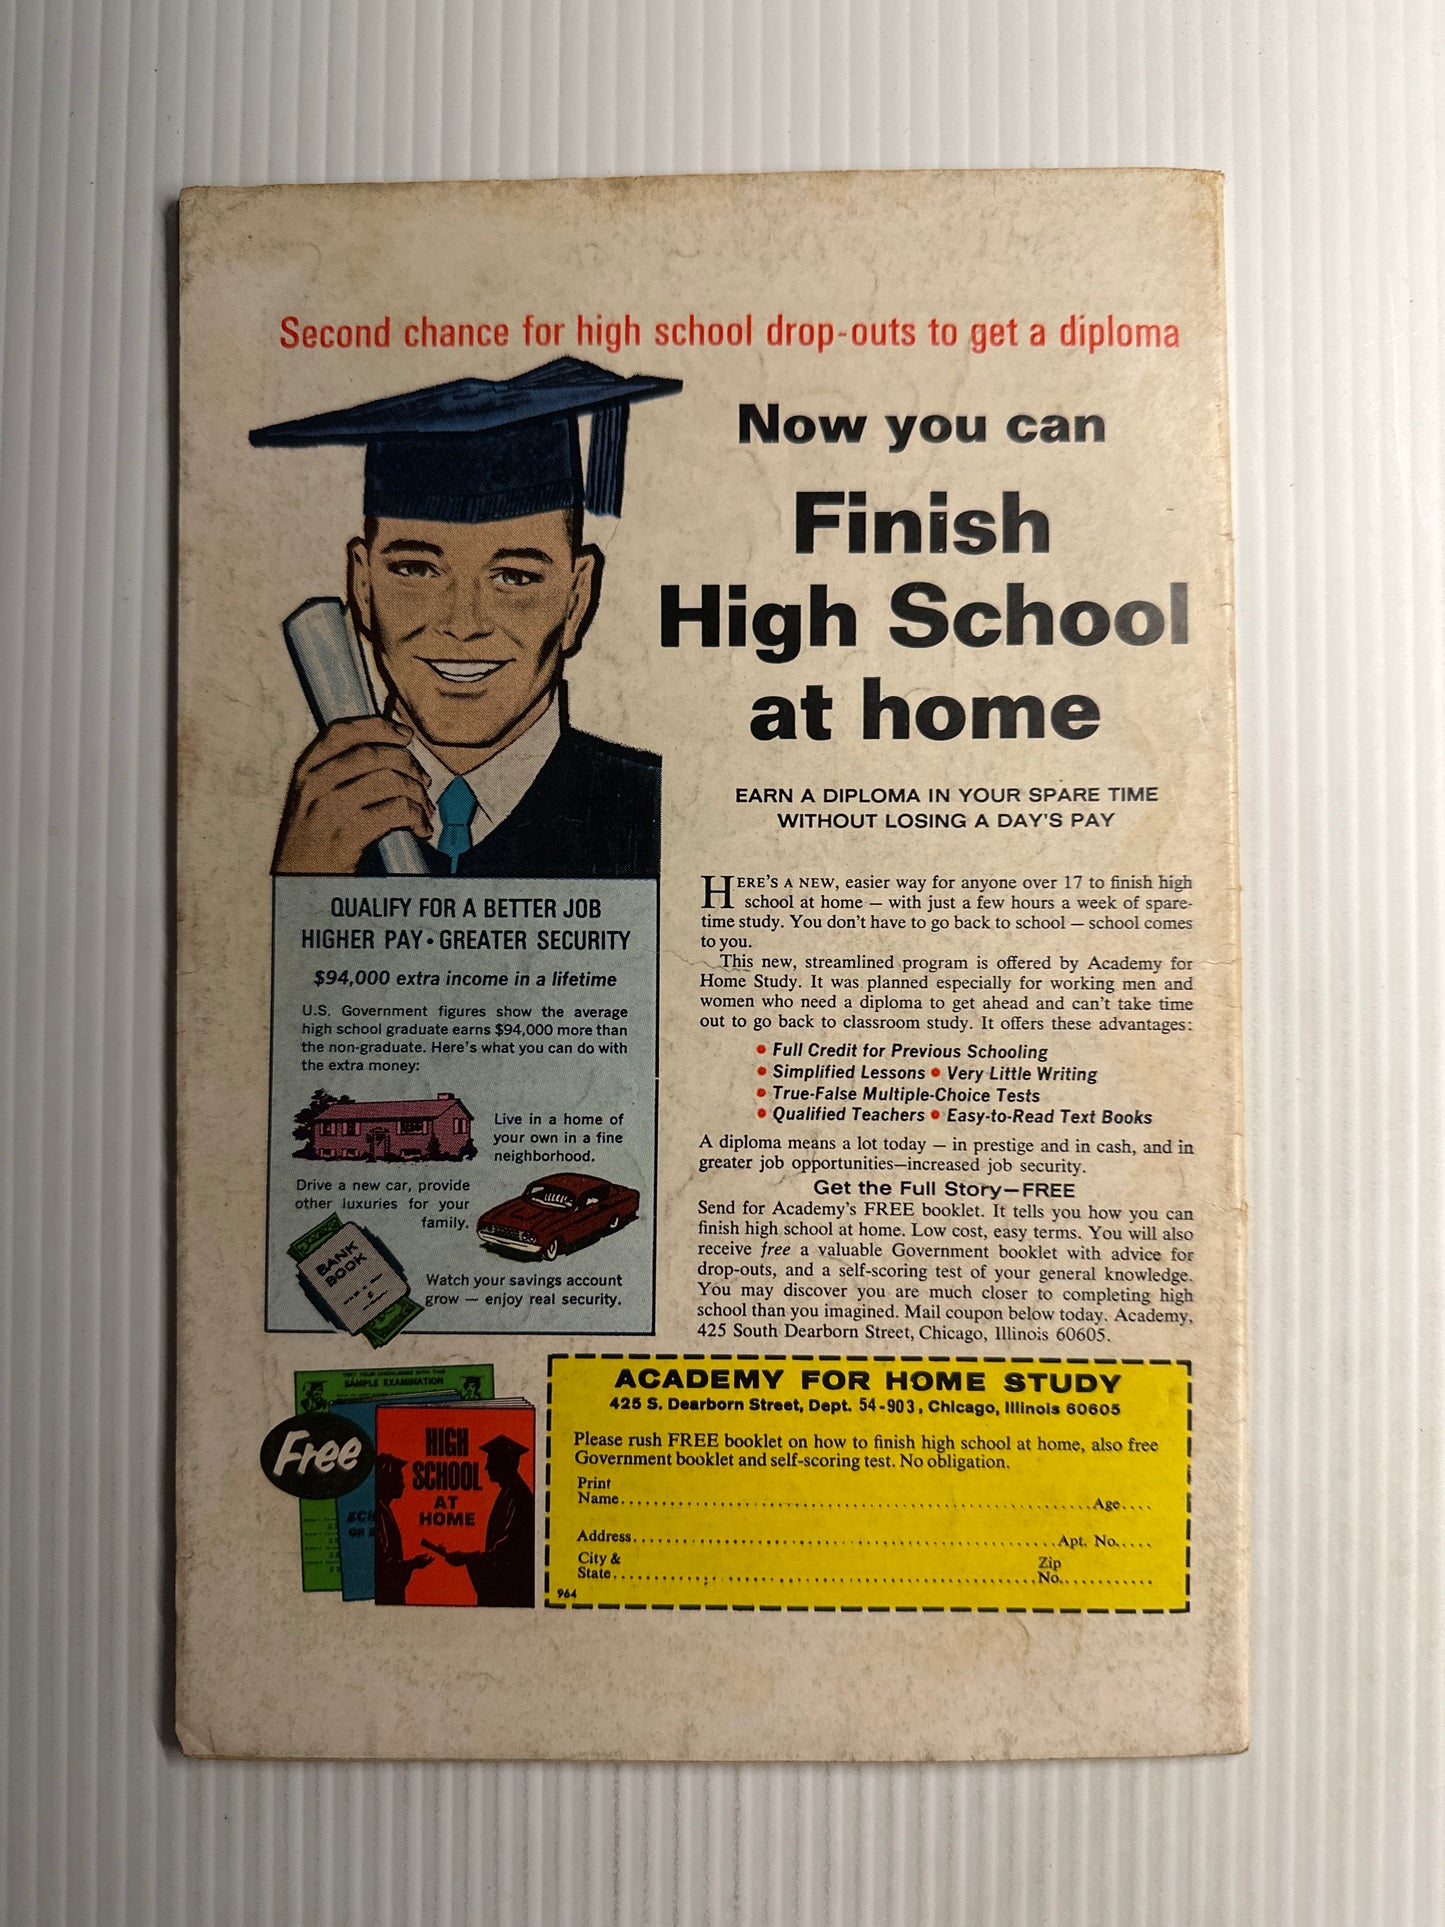 Second chance for high school drop-outs to get a diploma
Now you can
Finish
High School
at home
EARN A DIPLOMA IN YOUR SPARE TIME
WITHOUT LOSING A DAY'S PAY
QUALIFY FOR A BETTER JOB
HIGHER PAY • GREATER SECURITY
$94,000 extra income in a lifetime
U.S. Government figures show the average
high school graduate earns $94,000 more than
the non-graduate. Here's what you can do with
the extra money:
Live in a home of
your own in a fine
neighborhood.
Drive a new car, provide
other luxuries for your
family.
BANK
BOOK
Watch your savings account
grow — enjoy real security.
HERE'S A NEW, easier way for anyone over 17 to finish high
school at home — with just a few hours a week of spare-
time study. You don't have to go back to school — school comes
to you.
This new, streamlined program is offered by Academy for
Home Study. It was planned especially for working men and
women who need a diploma to get ahead and can't take time
out to go back to classroom study. It offers these advantages:
• Full Credit for Previous Schooling
• Simplified Lessons • Very Little Writing
• True-False Multiple-Choice Tests
• Qualified Teachers • Easy-to-Read Text Books
A diploma means a lot today — in prestige and in cash, and in
greater job opportunities—increased job security.
Get the Full Story—FREE
Send for Academy's FREE booklet. It tells you how you can
finish high school at home. Low cost, easy terms. You will also
receive free a valuable Government booklet with advice for
drop-outs, and a self-scoring test of your general knowledge.
You may discover you are much closer to completing high
school than you imagined. Mail coupon below today. Academy,
425 South Dearborn Street, Chicago, Illinois 60605.
SAMPLE EXAMINATION
Free
HIGH
SCHOOL
AT
HOME
ACADEMY FOR HOME STUDY
425 S. Dearborn Street, Dept. 54-903, Chicago, Illinois 60605
Please rush FREE booklet on how to finish high school at home, also free
Government booklet and self-scoring test. No obligation.
Print
Name.......... Age....
Address.......... Apt. No.....
City & Zip
State.......... No............
964